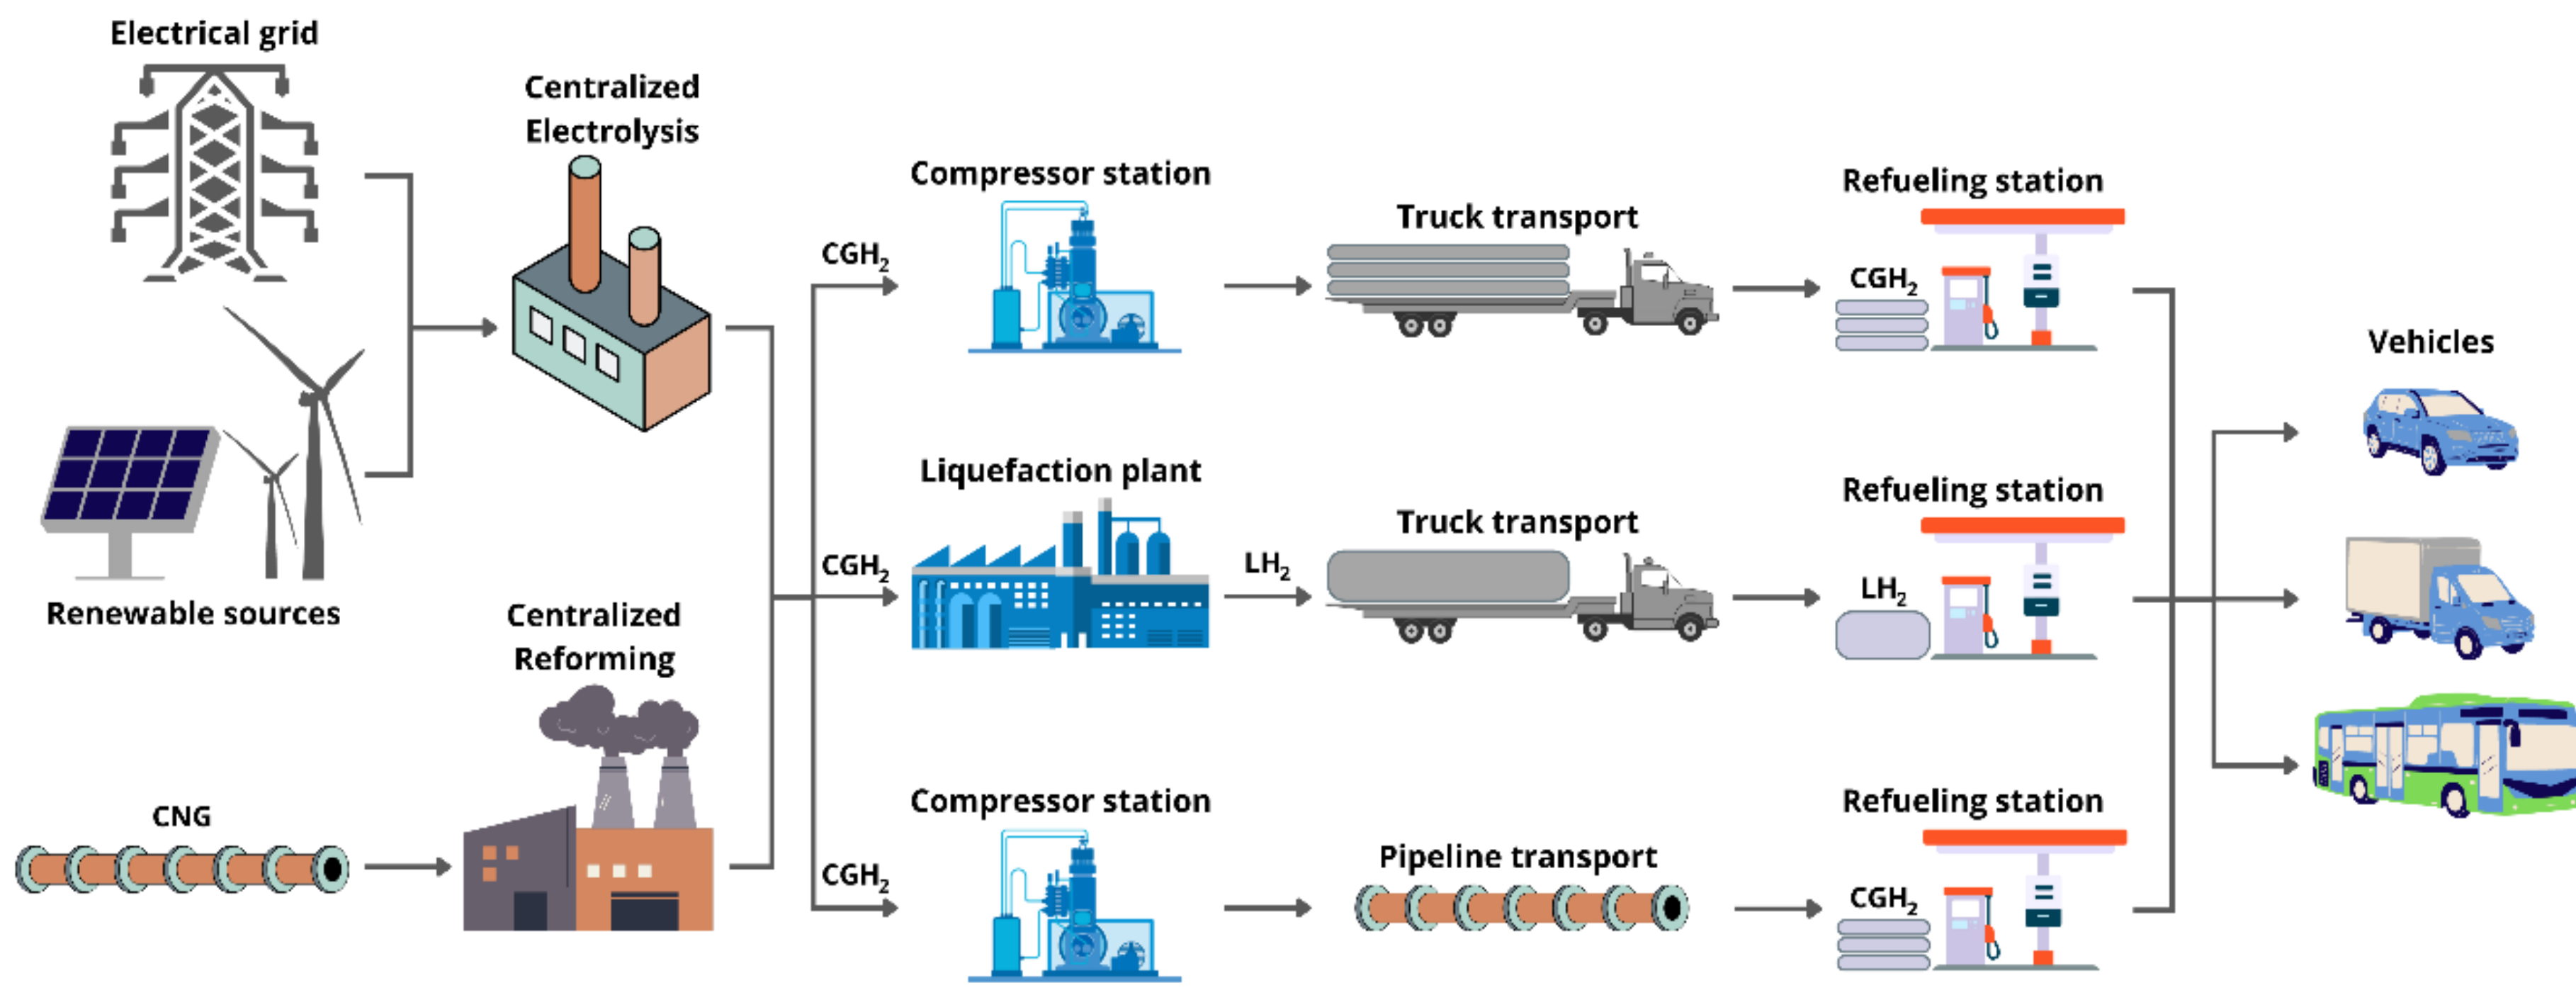 Electrical grid
Centralized
Electrolysis
Renewable sources
CNG
Centralized
Reforming
CGH₂
Compressor station
Truck transport
Refueling station
CGH₂
CGH₂
Liquefaction plant
LH₂
Truck transport
Refueling station
LH₂
CGH₂
Compressor station
Pipeline transport
Refueling station
CGH₂
Vehicles